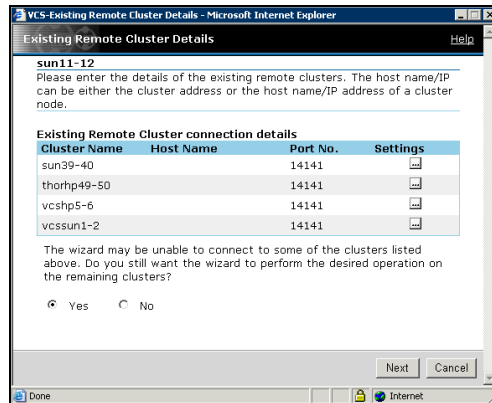 VCS-Existing Remote Cluster Details - Microsoft Internet Explorer
Existing Remote Cluster Details Help
sun11-12
Please enter the details of the existing remote clusters. The host name/IP
can be either the cluster address or the host name/IP address of a cluster
node.
Existing Remote Cluster connection details
Cluster Name Host Name Port No. Settings
sun39-40 14141 ...
thorhp49-50 14141 ...
vcshp5-6 14141 ...
vcssun1-2 14141 ...
The wizard may be unable to connect to some of the clusters listed
above. Do you still want the wizard to perform the desired operation on
the remaining clusters?
Yes No
Next Cancel
Done Internet